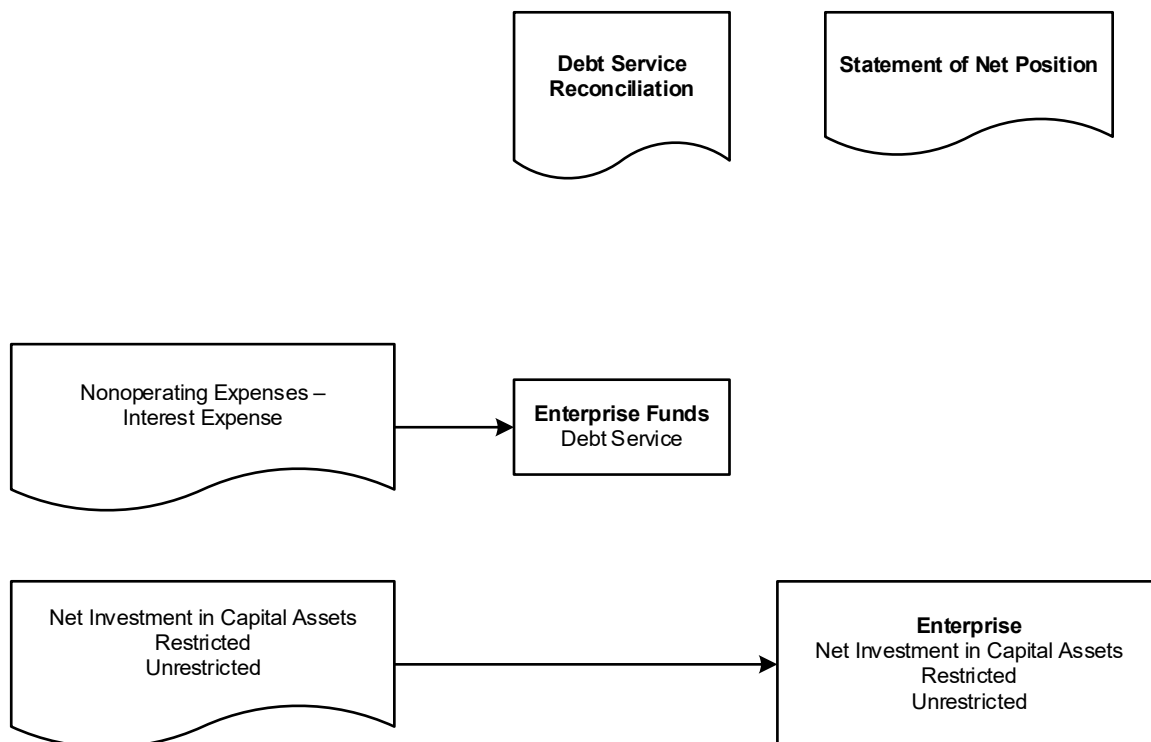 Debt Service
Reconciliation
Statement of Net Position
Nonoperating Expenses –
Interest Expense
Enterprise Funds
Debt Service
Net Investment in Capital Assets
Restricted
Unrestricted
Enterprise
Net Investment in Capital Assets
Restricted
Unrestricted